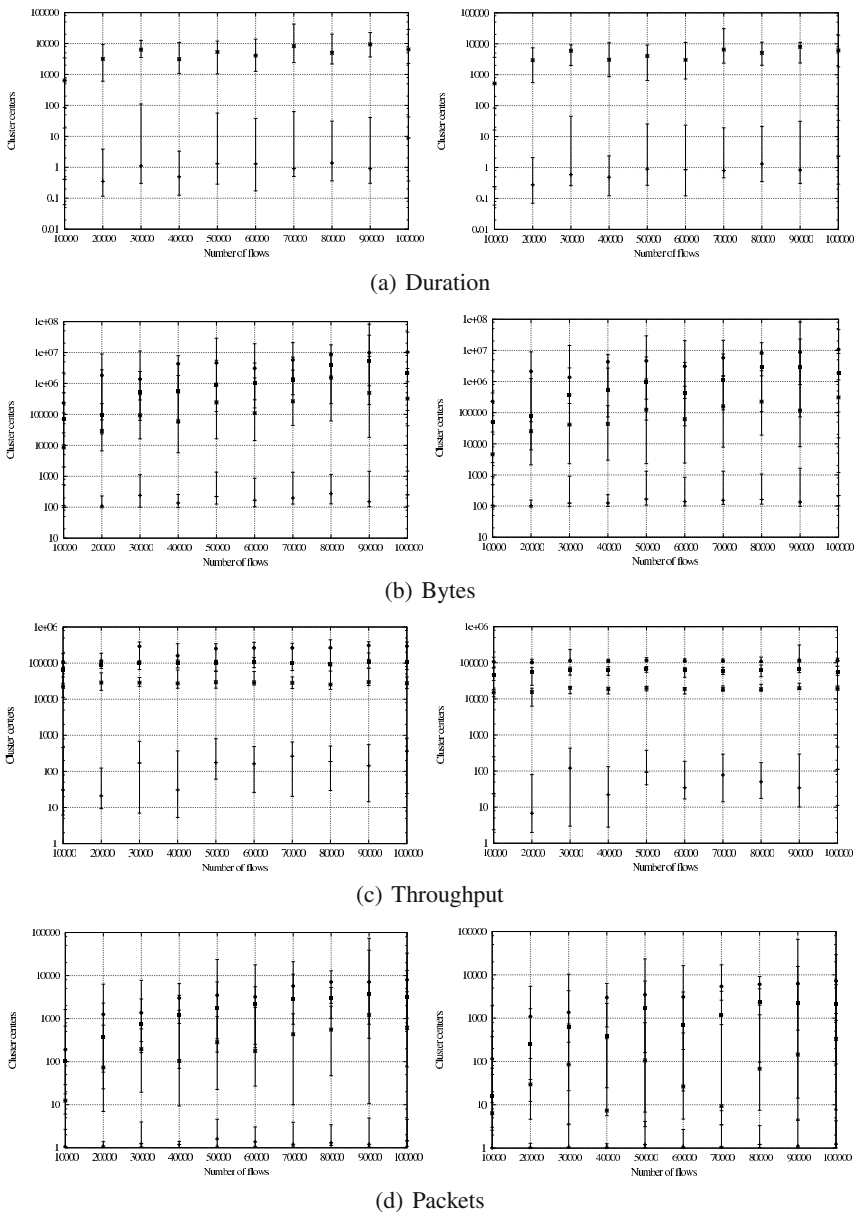 100000
10000
1000
100
10
1
0.1
0.01
Cluster centers
10000 20000 30000 40000 50000 60000 70000 80000 90000 100000
Number of flows
100000
10000
1000
100
10
1
0.1
0.01
Cluster centers
10000 20000 30000 40000 50000 60000 70000 80000 90000 100000
Number of flows
(a) Duration
1e+08
1e+07
1e+06
100000
10000
1000
100
10
Cluster centers
10000 20000 30000 40000 50000 60000 70000 80000 90000 100000
Number of flows
1e+08
1e+07
1e+06
100000
10000
1000
100
10
Cluster centers
10000 20000 30000 40000 50000 60000 70000 80000 90000 100000
Number of flows
(b) Bytes
1e+06
100000
10000
1000
100
10
1
Cluster centers
10000 20000 30000 40000 50000 60000 70000 80000 90000 100000
Number of flows
1e+06
100000
10000
1000
100
10
1
Cluster centers
10000 20000 30000 40000 50000 60000 70000 80000 90000 100000
Number of flows
(c) Throughput
100000
10000
1000
100
10
1
Cluster centers
10000 20000 30000 40000 50000 60000 70000 80000 90000 100000
Number of flows
100000
10000
1000
100
10
1
Cluster centers
10000 20000 30000 40000 50000 60000 70000 80000 90000 100000
Number of flows
(d) Packets